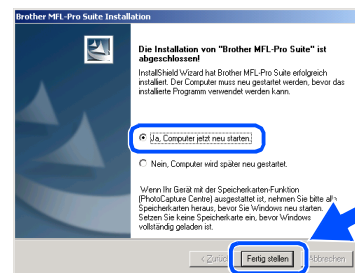 Brother MFL-Pro Suite Installation
Die Installation von "Brother MFL-Pro Suite" ist
abgeschlossen!
InstallShield Wizard hat Brother MFL-Pro Suite erfolgreich
installiert. Der Computer muss neu gestartet werden, bevor das
installierte Programm verwendet werden kann.
Ja, Computer jetzt neu starten.
Nein, Computer wird später neu gestartet.
Wenn Ihr Gerät mit der Speicherkarten-Funktion
(PhotoCapture Centre) ausgestattet ist, nehmen Sie bitte alle
Speicherkarten heraus, bevor Sie Windows neu starten.
Setzen Sie keine Speicherkarte ein, bevor Windows
vollständig geladen ist.
< Zurück Fertig stellen Abbrechen